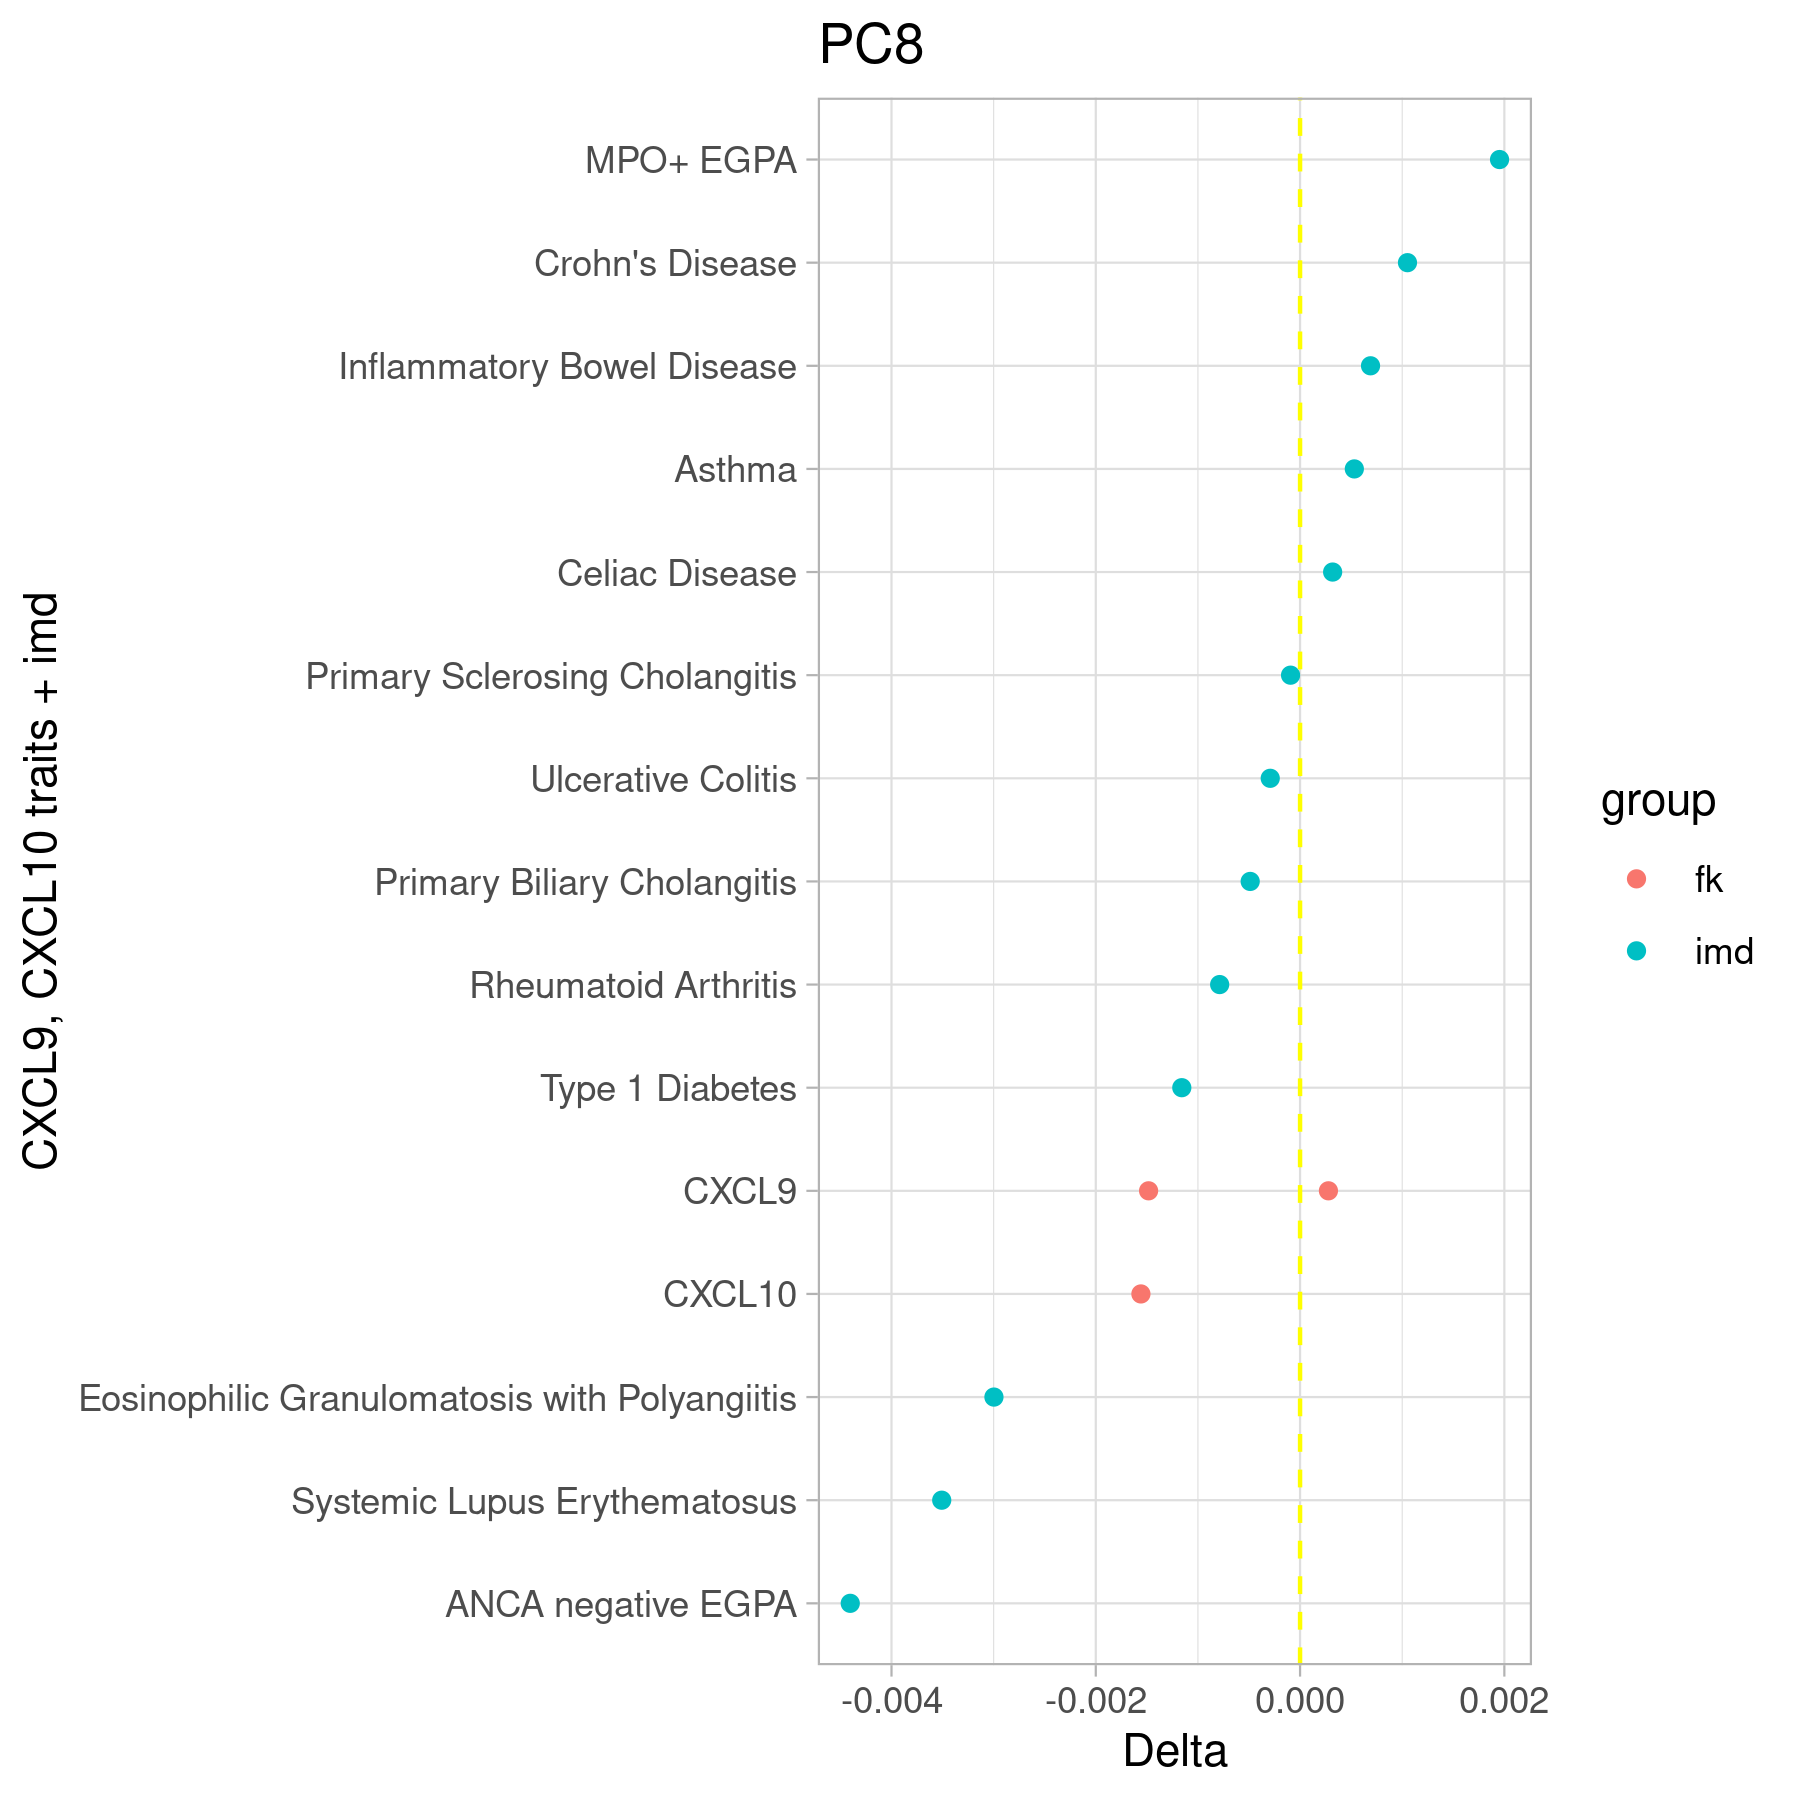 PC8
MPO+ EGPA
Crohn's Disease
Inflammatory Bowel Disease
Asthma
Celiac Disease
Primary Sclerosing Cholangitis
Ulcerative Colitis
Primary Biliary Cholangitis
Rheumatoid Arthritis
Type 1 Diabetes
CXCL9
CXCL10
Eosinophilic Granulomatosis with Polyangiitis
Systemic Lupus Erythematosus
ANCA negative EGPA
CXCL9, CXCL10 traits + imd
-0.004
-0.002
0.000
0.002
Delta
group
fk
imd